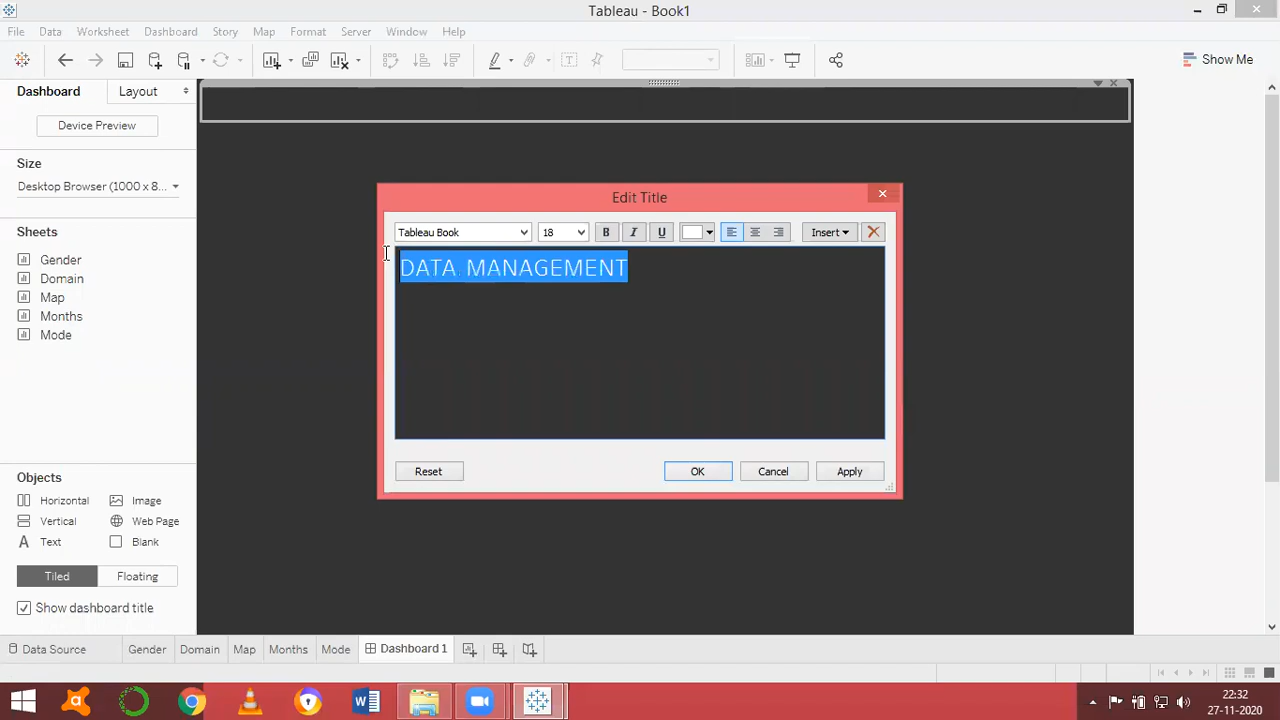 Tableau - Book1
File Data Worksheet Dashboard Story Map Format Server Window Help
Show Me
Dashboard Layout
Device Preview
Size
Desktop Browser (1000 x 8...
Sheets
Gender
Domain
Map
Months
Mode
Edit Title
Tableau Book 18 B I U Insert
DATA MANAGEMENT
Reset OK Cancel Apply
Objects
Horizontal Image
Vertical Web Page
A Text Blank
Tiled Floating
Show dashboard title
Data Source Gender Domain Map Months Mode Dashboard 1
22:32
27-11-2020